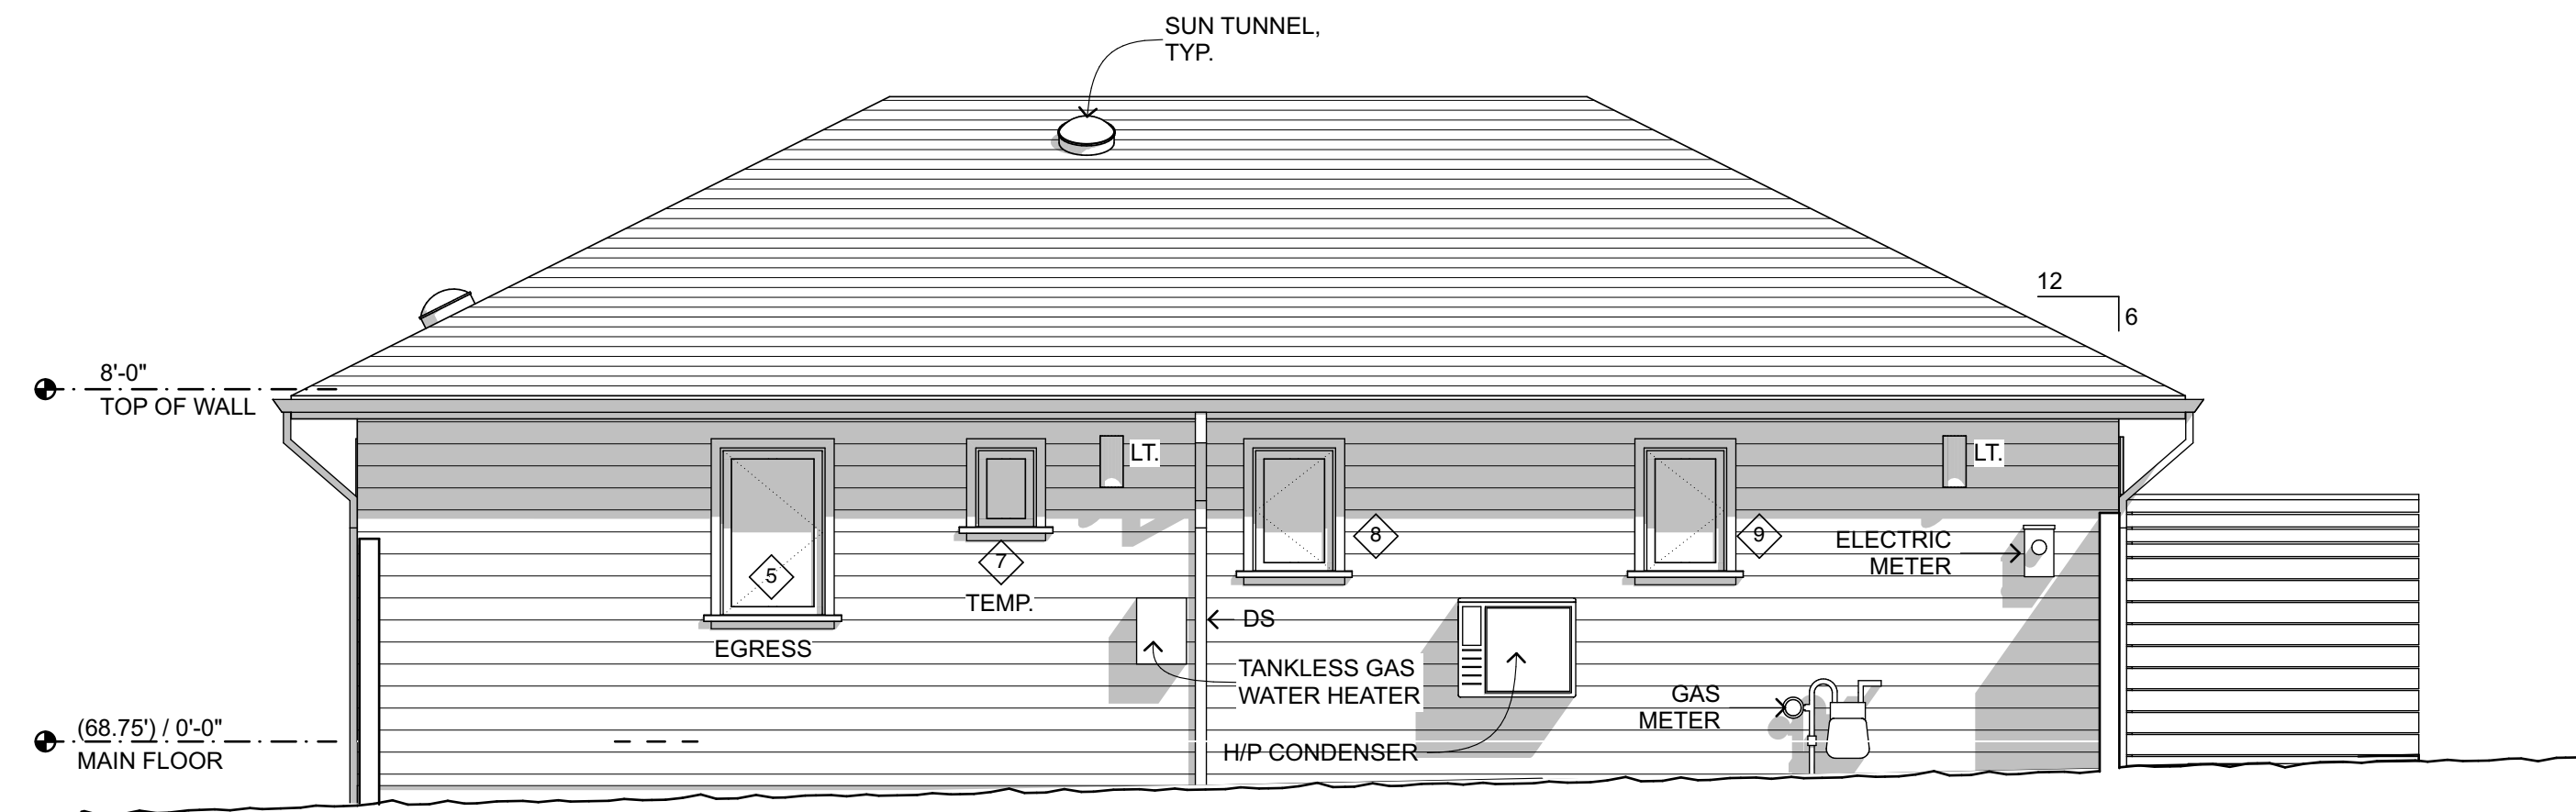 SUN TUNNEL,
TYP.
12
6
8'-0"
TOP OF WALL
LT.
LT.
8
9
ELECTRIC
METER
7
5
TEMP.
DS
EGRESS
TANKLESS GAS
WATER HEATER
GAS
METER
(68.75') / 0'-0"
MAIN FLOOR
H/P CONDENSER